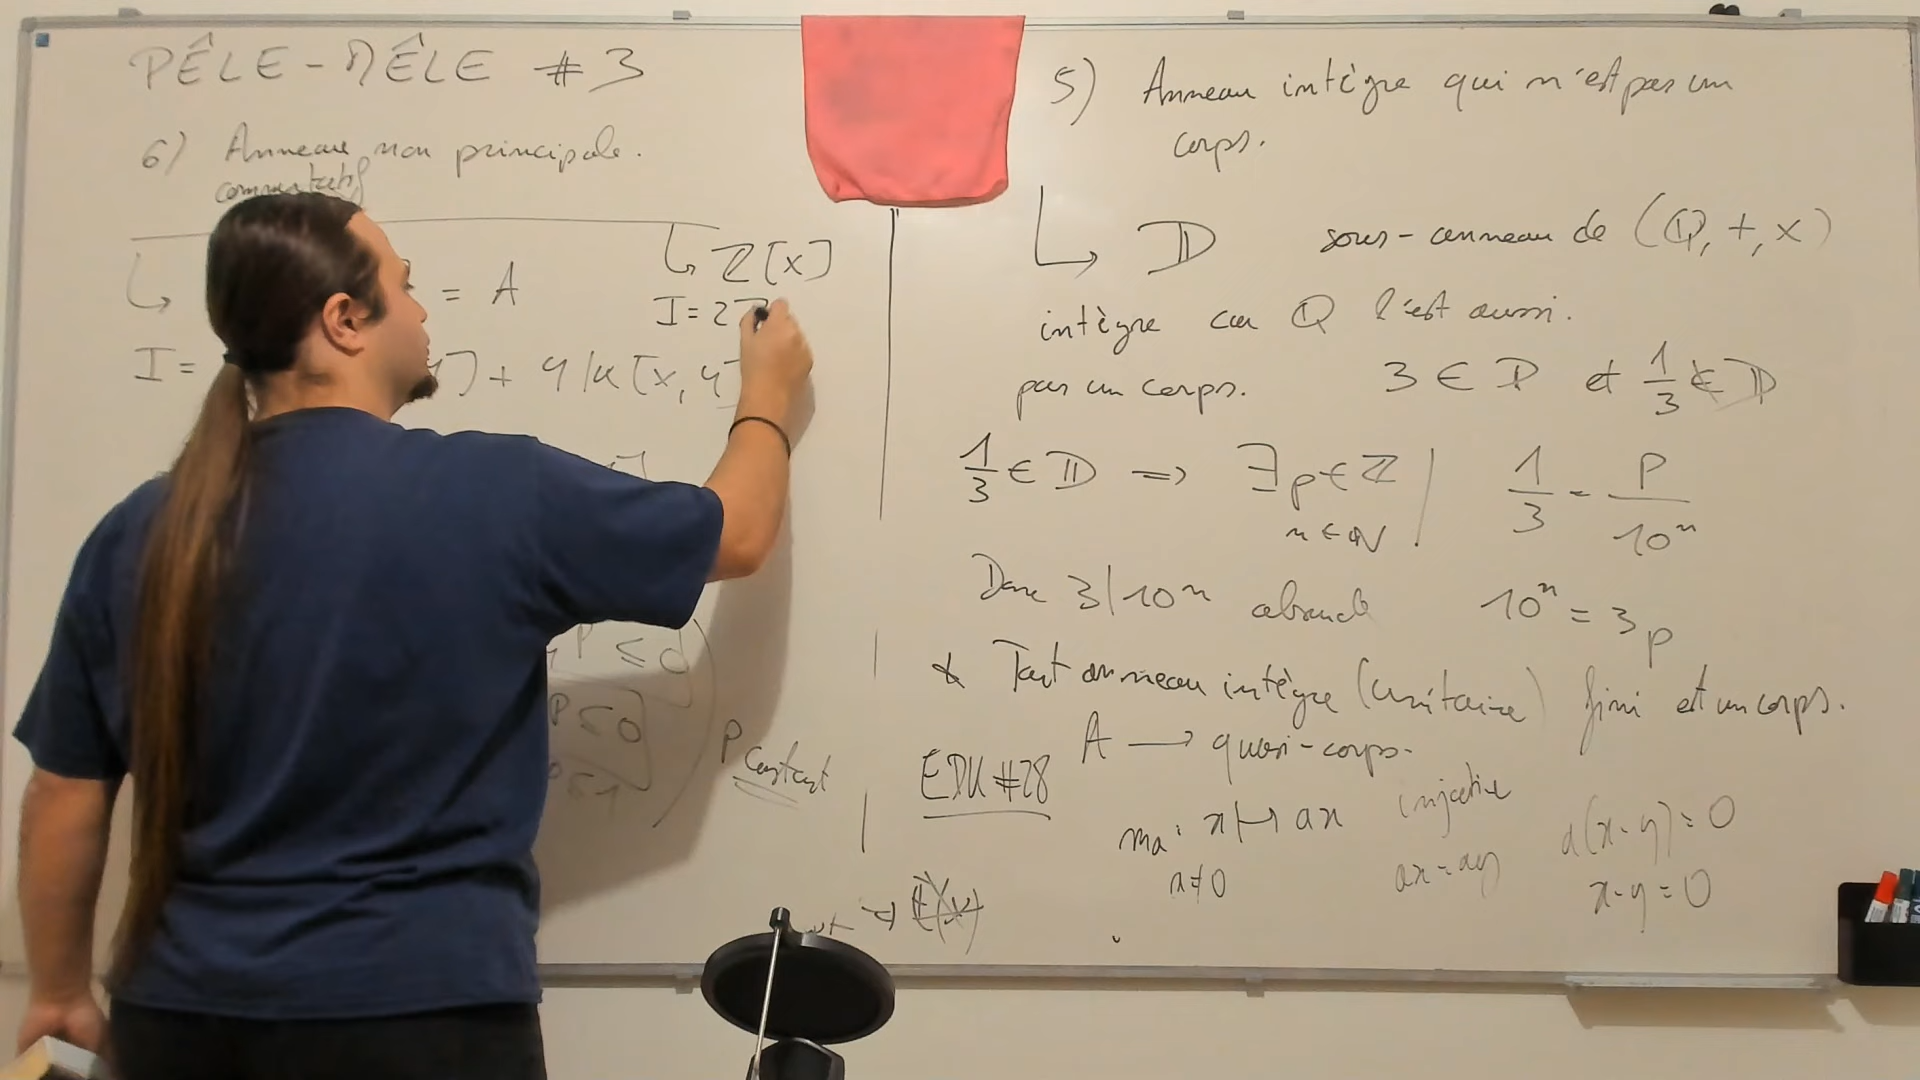 PÊLE-MÊLE #3
6) Anneau non principale.
commutatif
= A
I =
] + Y 𝕂[X, Y]
ℤ[X]
I = 2ℤ
P ≤ 0
P constant
5) Anneau intègre qui n'est pas un
corps.
↳ 𝔻 sous-anneau de (ℚ, +, ×)
intègre car ℚ l'est aussi.
pas un corps. 3 ∈ 𝔻 et 1/3 ∉ 𝔻
1/3 ∈ 𝔻 ⇒ ∃ p ∈ ℤ | 1/3 = p/10ⁿ
n ∈ ℕ
Donc 3 | 10ⁿ absurde 10ⁿ = 3p
* Tout anneau intègre (unitaire) fini est un corps.
A → quasi-corps.
EDK #28
ma : x ↦ ax injective a(x-y) = 0
a ≠ 0 ax = ay x-y = 0